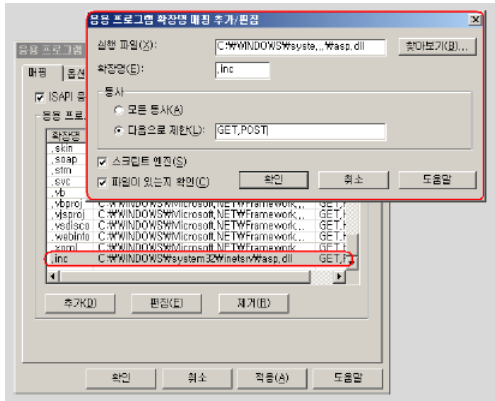 응용 프로그램 확장명 매핑 추가/편집
실행 파일(X):
C:₩WINDOWS₩syste,,,₩asp,dll
찾아보기(B)...
확장명(E):
,inc
동사
모든 동사(A)
다음으로 제한(L):
GET,POST
스크립트 엔진(S)
파일이 있는지 확인(C)
확인
취소
도움말
응용 프로그램
매핑
옵션
ISAPI 응
응용 프로
확장명
,skin
,soap
,stm
,svc
,vb
,vbproj C:₩WINDOWS₩Microsoft,NET₩Framework,,, GET,
,vjsproj C:₩WINDOWS₩Microsoft,NET₩Framework,,, GET,
,vsdisco C:₩WINDOWS₩Microsoft,NET₩Framework,,, GET,
,webinfo C:₩WINDOWS₩Microsoft,NET₩Framework,,, GET,
C:₩WINDOWS₩Microsoft,NET₩Framework,,, GET,
,inc C:₩WINDOWS₩system32₩inetsrv₩asp,dll GET,
추가(D)
편집(E)
제거(R)
확인
취소
적용(A)
도움말